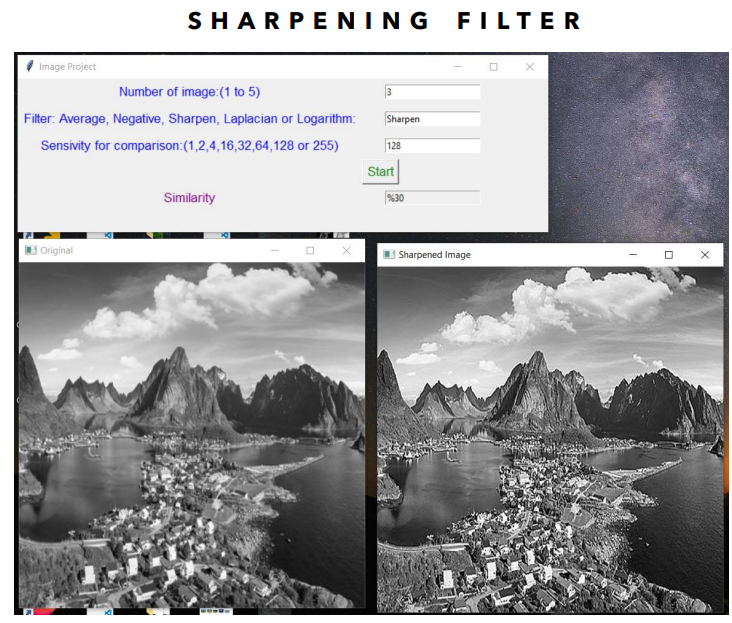 SHARPENING FILTER
Image Project
Number of image:(1 to 5)
3
Filter: Average, Negative, Sharpen, Laplacian or Logarithm:
Sharpen
Sensivity for comparison:(1,2,4,16,32,64,128 or 255)
128
Start
Similarity
%30
Original
Sharpened Image